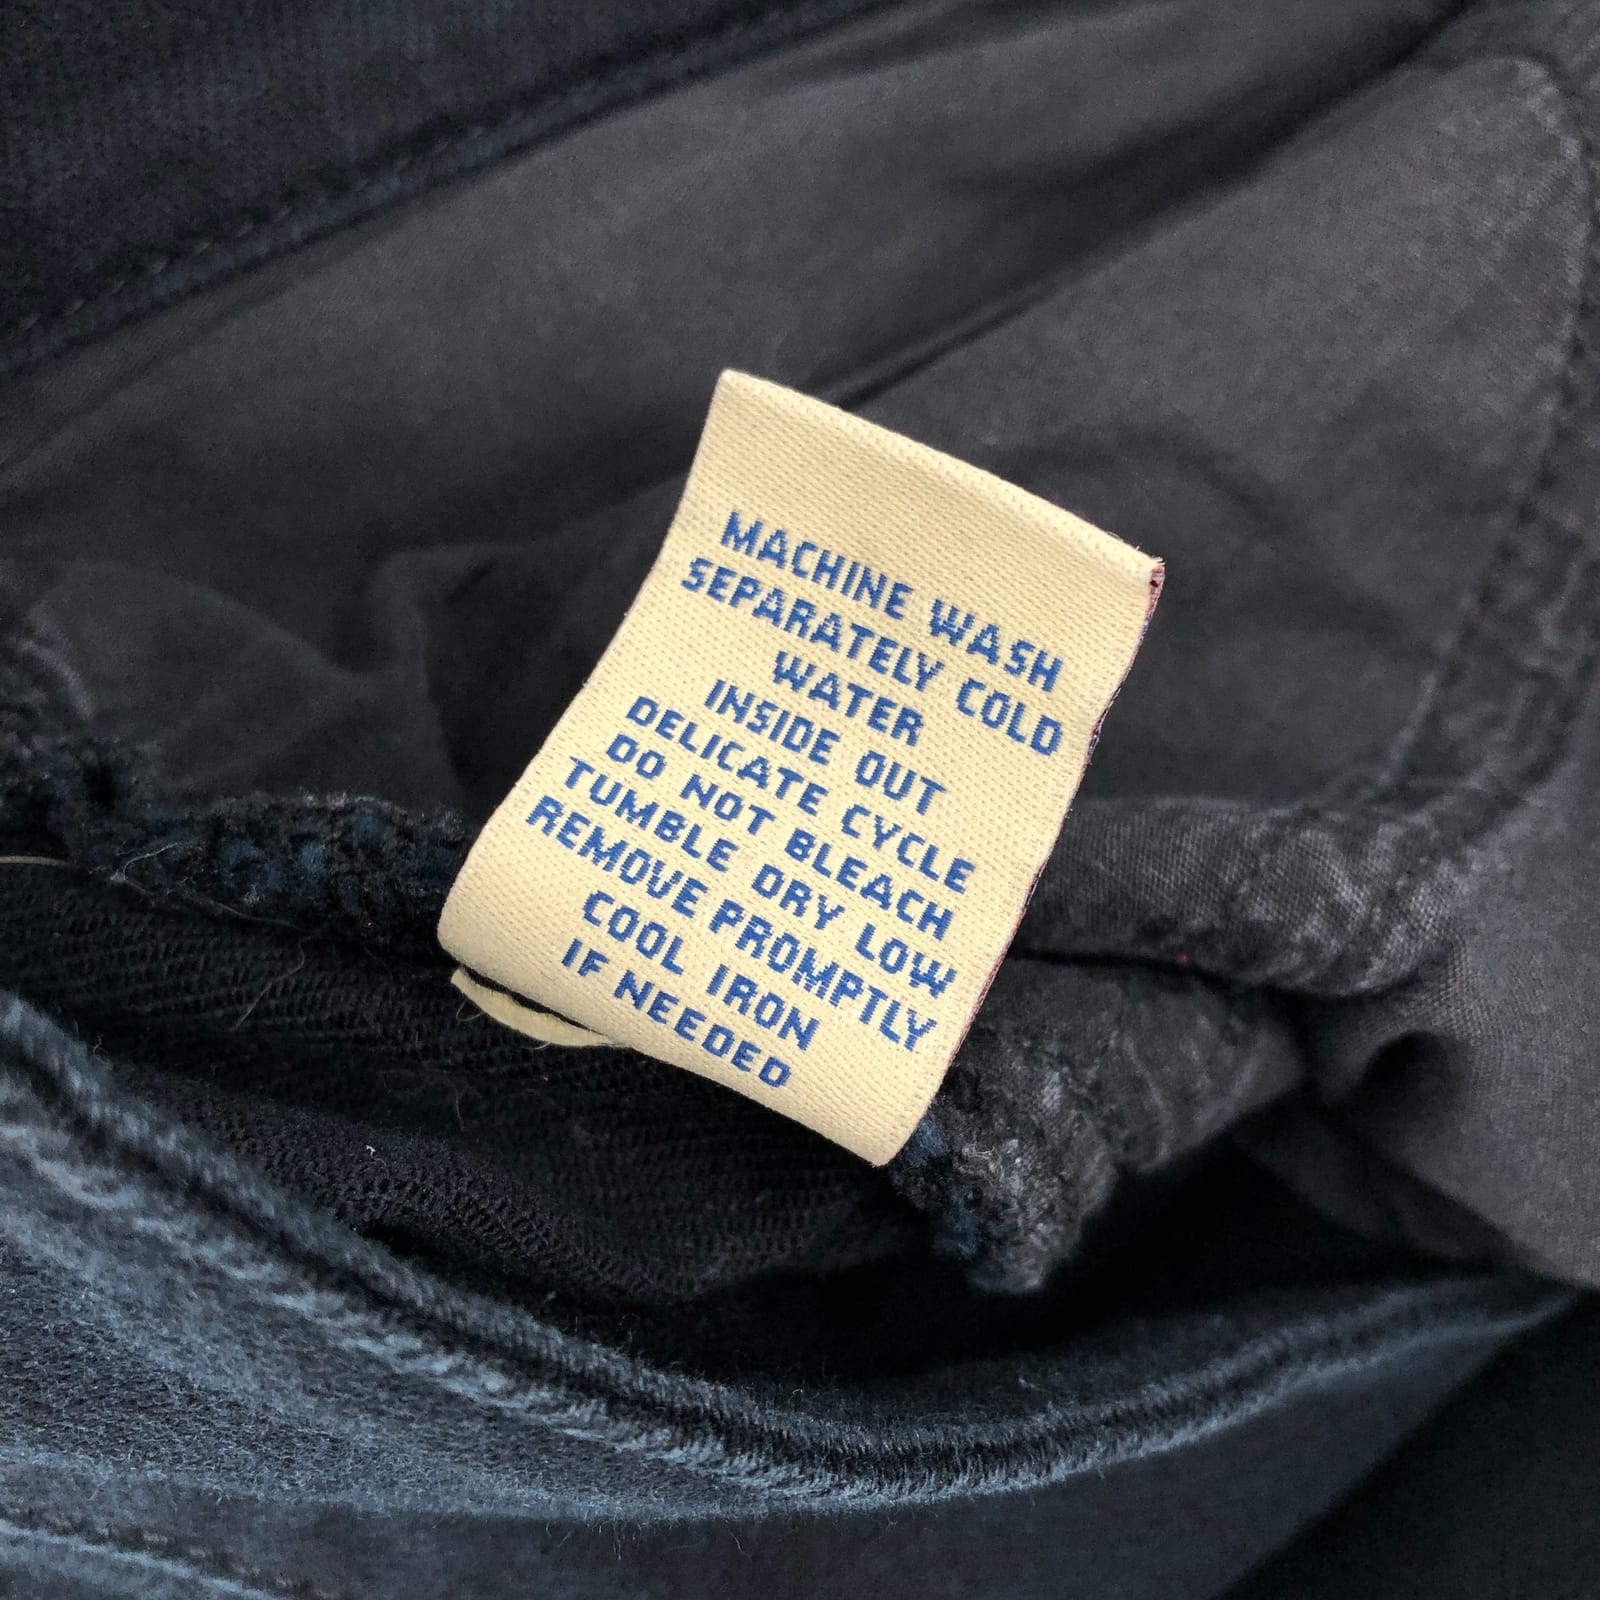 MACHINE WASH
SEPARATELY COLD
WATER
INSIDE OUT
DELICATE CYCLE
DO NOT BLEACH
TUMBLE DRY LOW
REMOVE PROMPTLY
COOL IRON
IF NEEDED